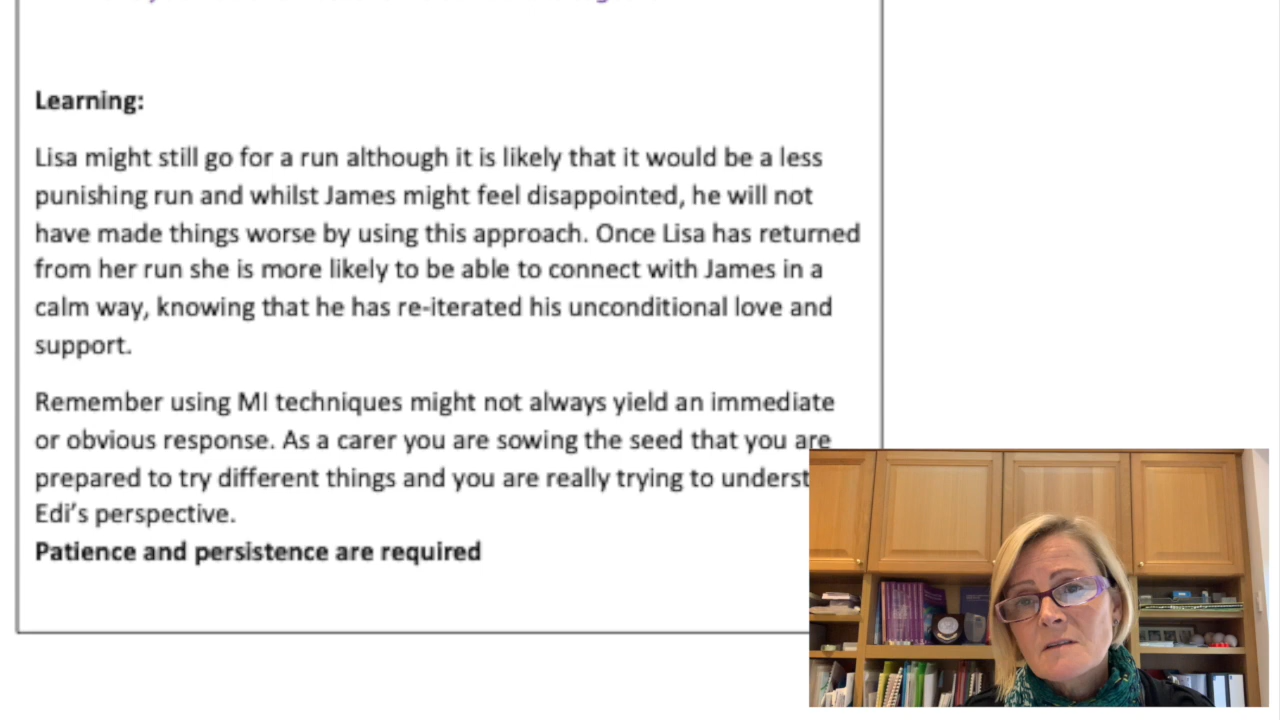 Learning:
Lisa might still go for a run although it is likely that it would be a less
punishing run and whilst James might feel disappointed, he will not
have made things worse by using this approach. Once Lisa has returned
from her run she is more likely to be able to connect with James in a
calm way, knowing that he has re-iterated his unconditional love and
support.
Remember using MI techniques might not always yield an immediate
or obvious response. As a carer you are sowing the seed that you are
prepared to try different things and you are really trying to underst
Edi's perspective.
Patience and persistence are required